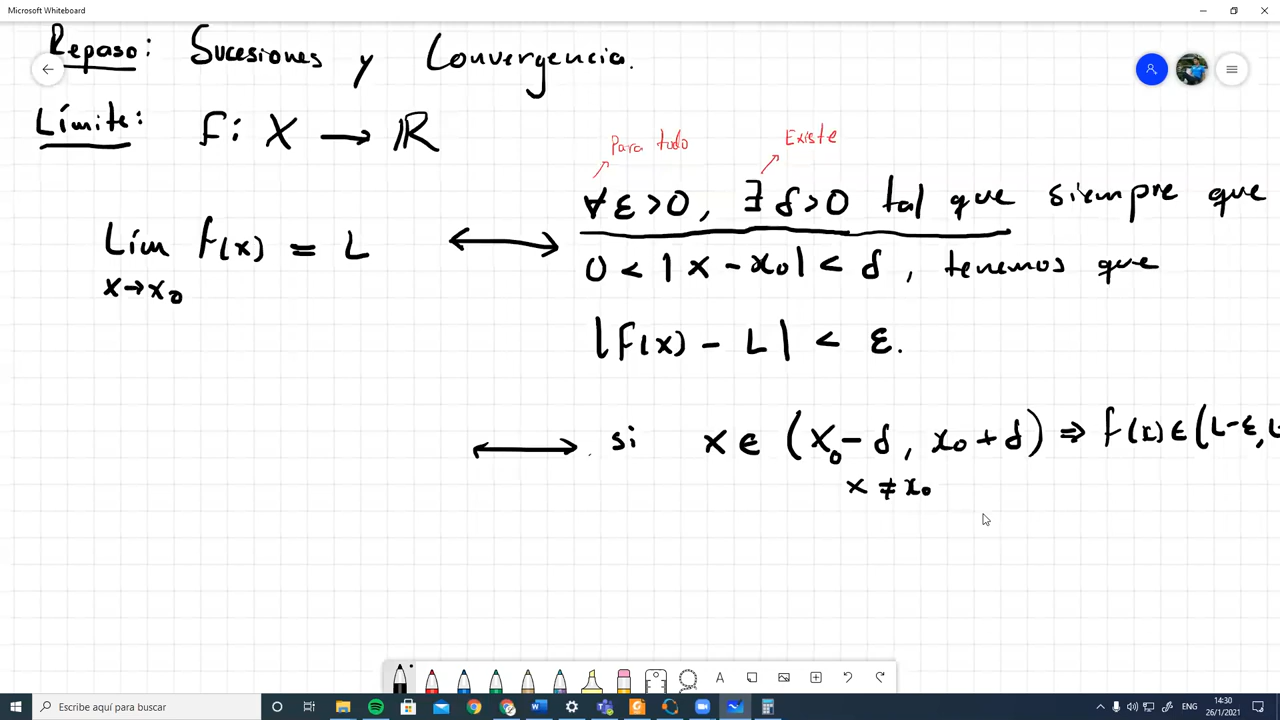 Microsoft Whiteboard
Repaso: Sucesiones y Convergencia.
Límite: f: X → ℝ
Para todo Existe
∀ε>0, ∃δ>0 tal que siempre que
Lím f(x) = L ⟷ 0 < |x - x₀| < δ, tenemos que
x→x₀
|f(x) - L| < ε.
⟷ si x ∈ (x₀ - δ, x₀ + δ) ⇒ f(x) ∈ (L-ε, L
x ≠ x₀
Escribe aquí para buscar
14:30
26/1/2021